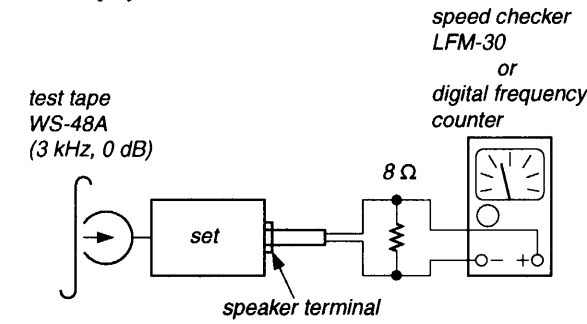 speed checker
LFM-30
or
digital frequency
counter
test tape
WS-48A
(3 kHz, 0 dB)
8 Ω
set
− +
speaker terminal